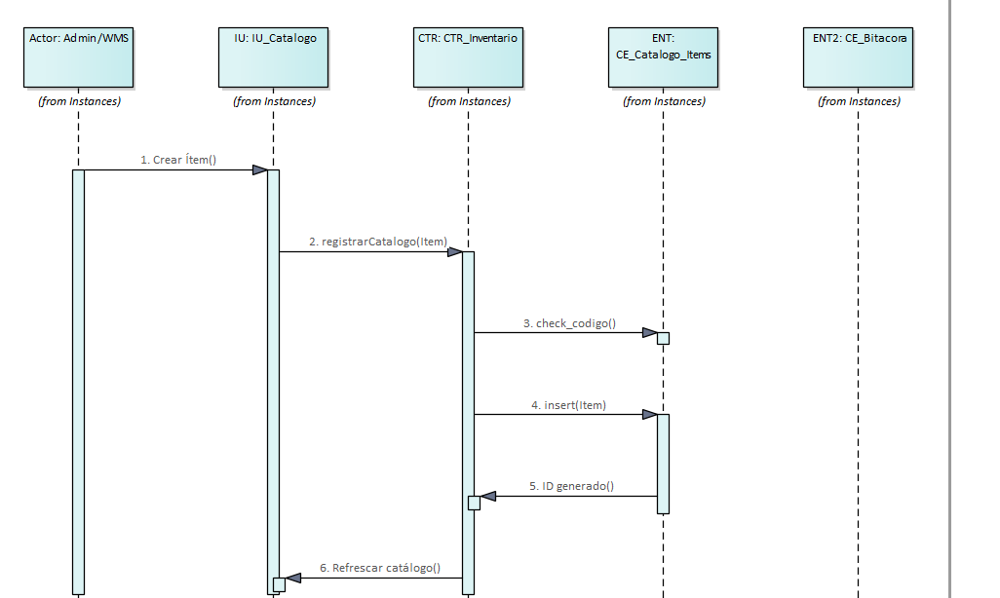 Actor: Admin/WMS
IU: IU_Catalogo
CTR: CTR_Inventario
ENT:
CE_Catalogo_Items
ENT2: CE_Bitacora
(from Instances)
(from Instances)
(from Instances)
(from Instances)
(from Instances)
1. Crear Ítem()
2. registrarCatalogo(Item)
3. check_codigo()
4. insert(Item)
5. ID generado()
6. Refrescar catálogo()